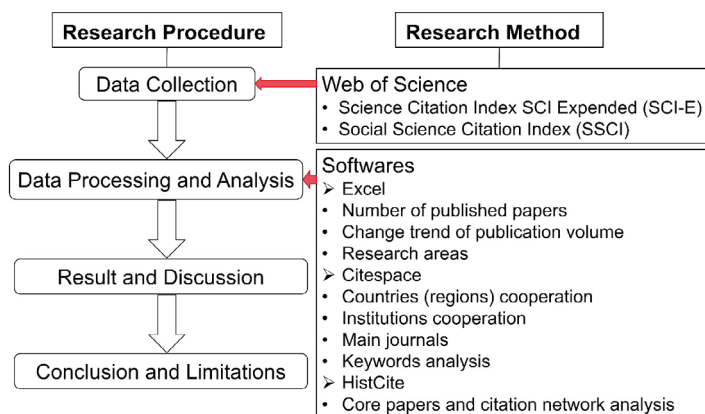 Research Procedure
Data Collection
Data Processing and Analysis
Result and Discussion
Conclusion and Limitations
Research Method
Web of Science
• Science Citation Index SCI Expended (SCI-E)
• Social Science Citation Index (SSCI)
Softwares
➢ Excel
• Number of published papers
• Change trend of publication volume
• Research areas
➢ Citespace
• Countries (regions) cooperation
• Institutions cooperation
• Main journals
• Keywords analysis
➢ HistCite
• Core papers and citation network analysis